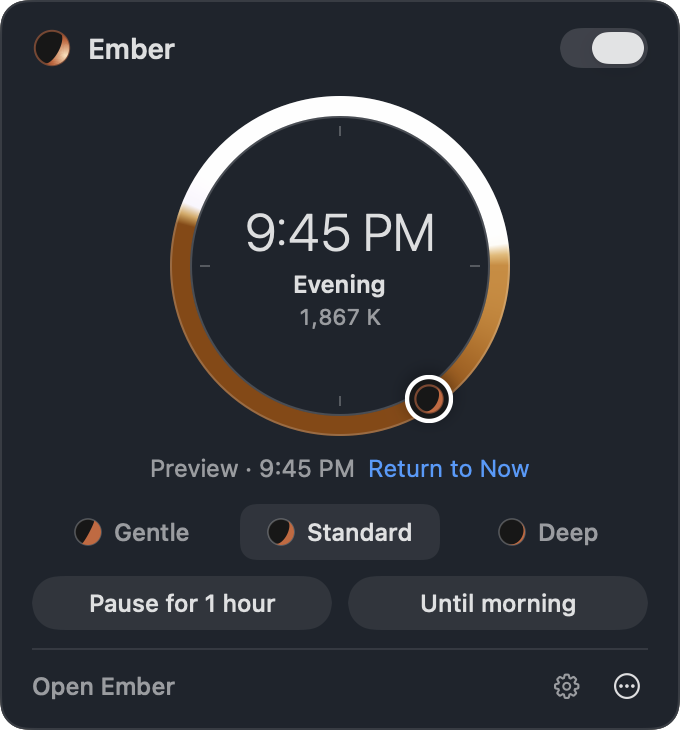 Ember
9:45 PM
Evening
1,867 K
Preview · 9:45 PM Return to Now
Gentle Standard Deep
Pause for 1 hour Until morning
Open Ember